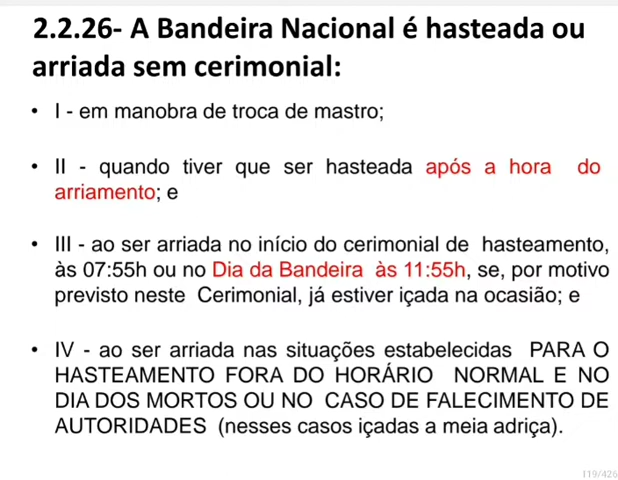 2.2.26- A Bandeira Nacional é hasteada ou
arriada sem cerimonial:
• I - em manobra de troca de mastro;
• II - quando tiver que ser hasteada após a hora do
arriamento; e
• III - ao ser arriada no início do cerimonial de hasteamento,
às 07:55h ou no Dia da Bandeira às 11:55h, se, por motivo
previsto neste Cerimonial, já estiver içada na ocasião; e
• IV - ao ser arriada nas situações estabelecidas PARA O
HASTEAMENTO FORA DO HORÁRIO NORMAL E NO
DIA DOS MORTOS OU NO CASO DE FALECIMENTO DE
AUTORIDADES (nesses casos içadas a meia adriça).
119/426